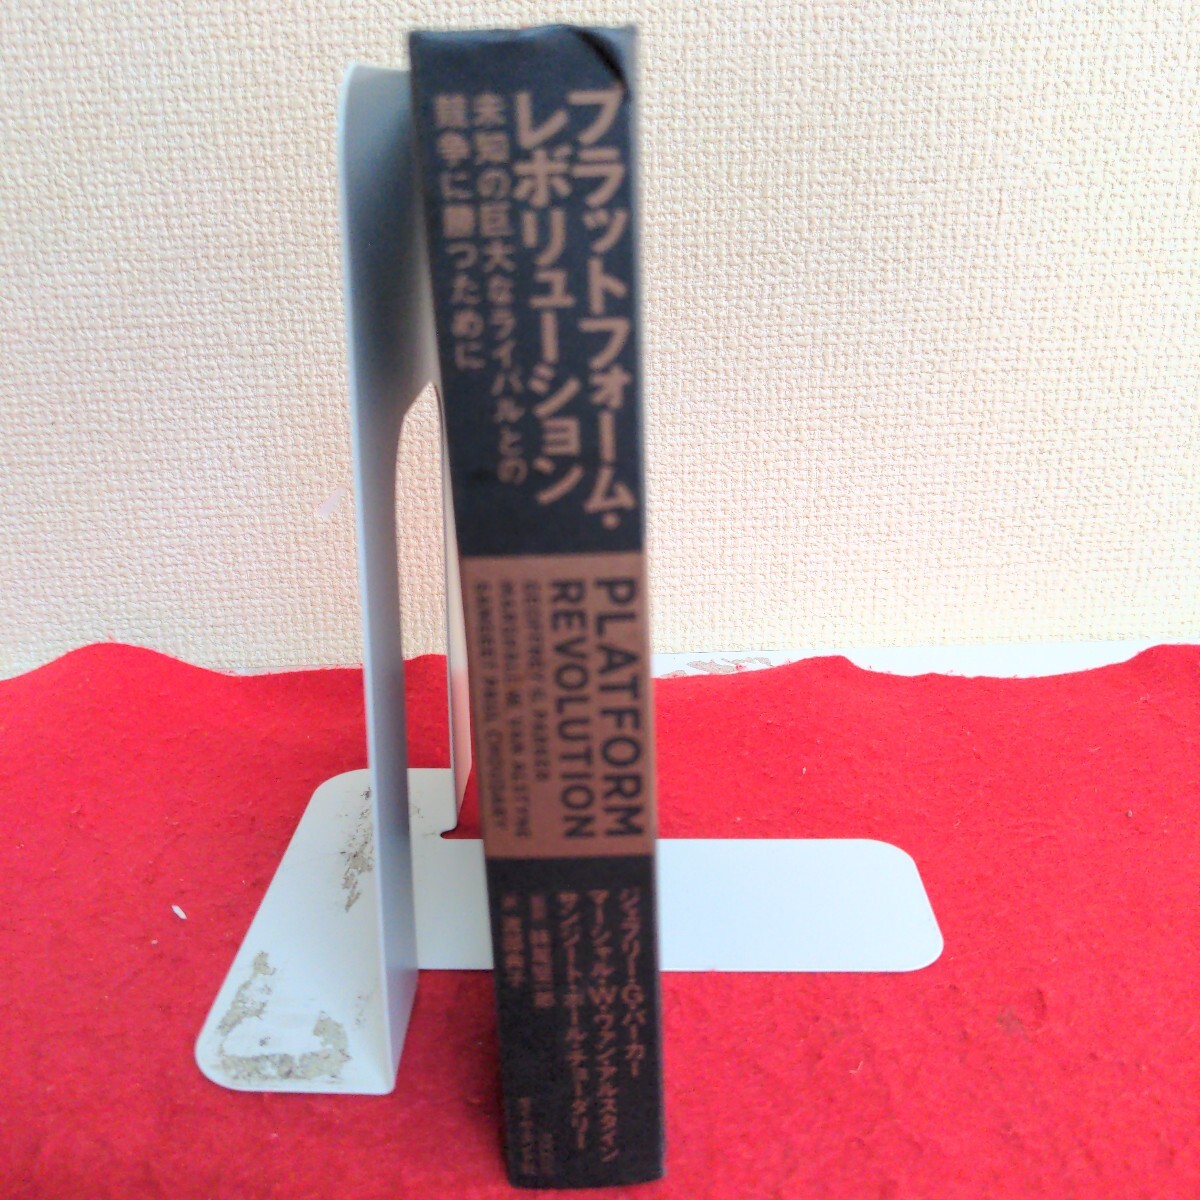 プラットフォーム・
レボリューション
未知の巨大なライバルとの
競争に勝つために
PLATFORM
REVOLUTION
GEOFFREY G. PARKER
MARSHALL W. VAN ALSTYNE
SANGEET PAUL CHOUDARY
ジェフリー・G・パーカー
マーシャル・W・ヴァン・アルスタイン
サンジート・ポール・チョーダリー